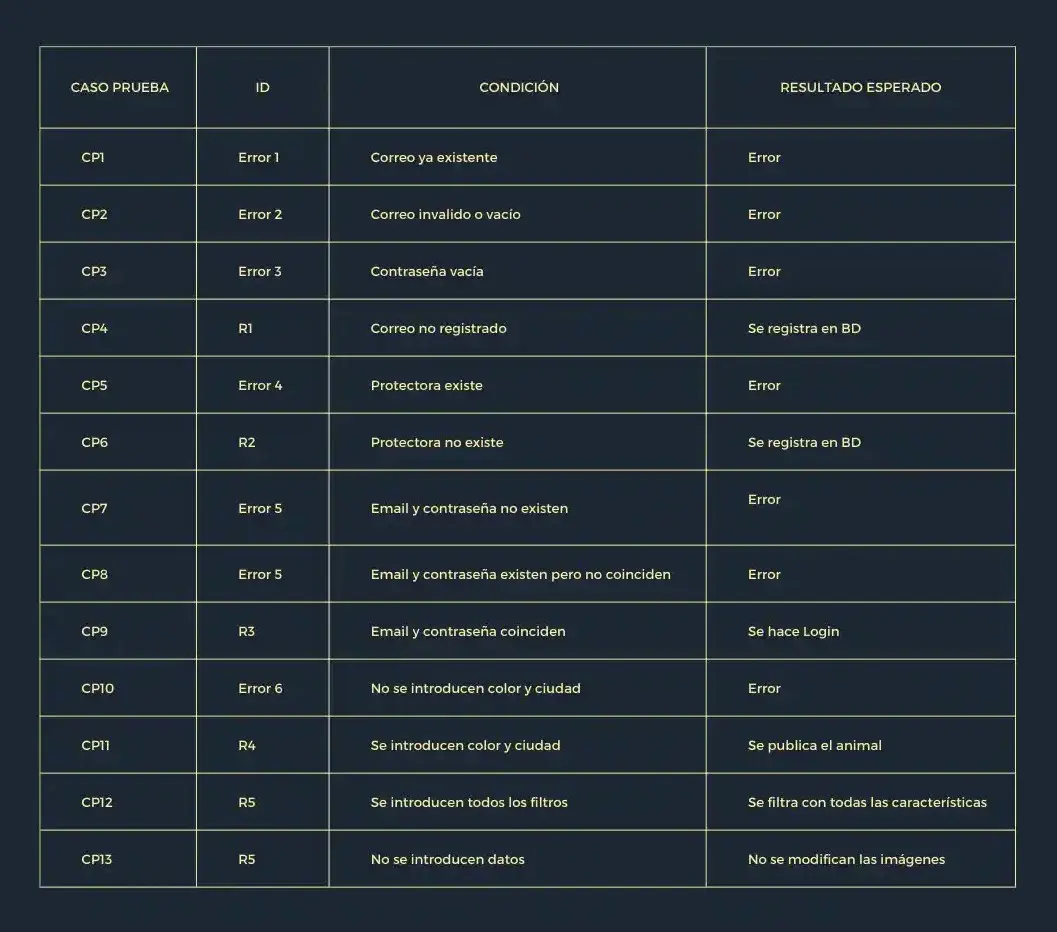 CASO PRUEBA ID CONDICIÓN RESULTADO ESPERADO
CP1 Error 1 Correo ya existente Error
CP2 Error 2 Correo invalido o vacío Error
CP3 Error 3 Contraseña vacía Error
CP4 R1 Correo no registrado Se registra en BD
CP5 Error 4 Protectora existe Error
CP6 R2 Protectora no existe Se registra en BD
CP7 Error 5 Email y contraseña no existen Error
CP8 Error 5 Email y contraseña existen pero no coinciden Error
CP9 R3 Email y contraseña coinciden Se hace Login
CP10 Error 6 No se introducen color y ciudad Error
CP11 R4 Se introducen color y ciudad Se publica el animal
CP12 R5 Se introducen todos los filtros Se filtra con todas las características
CP13 R5 No se introducen datos No se modifican las imágenes